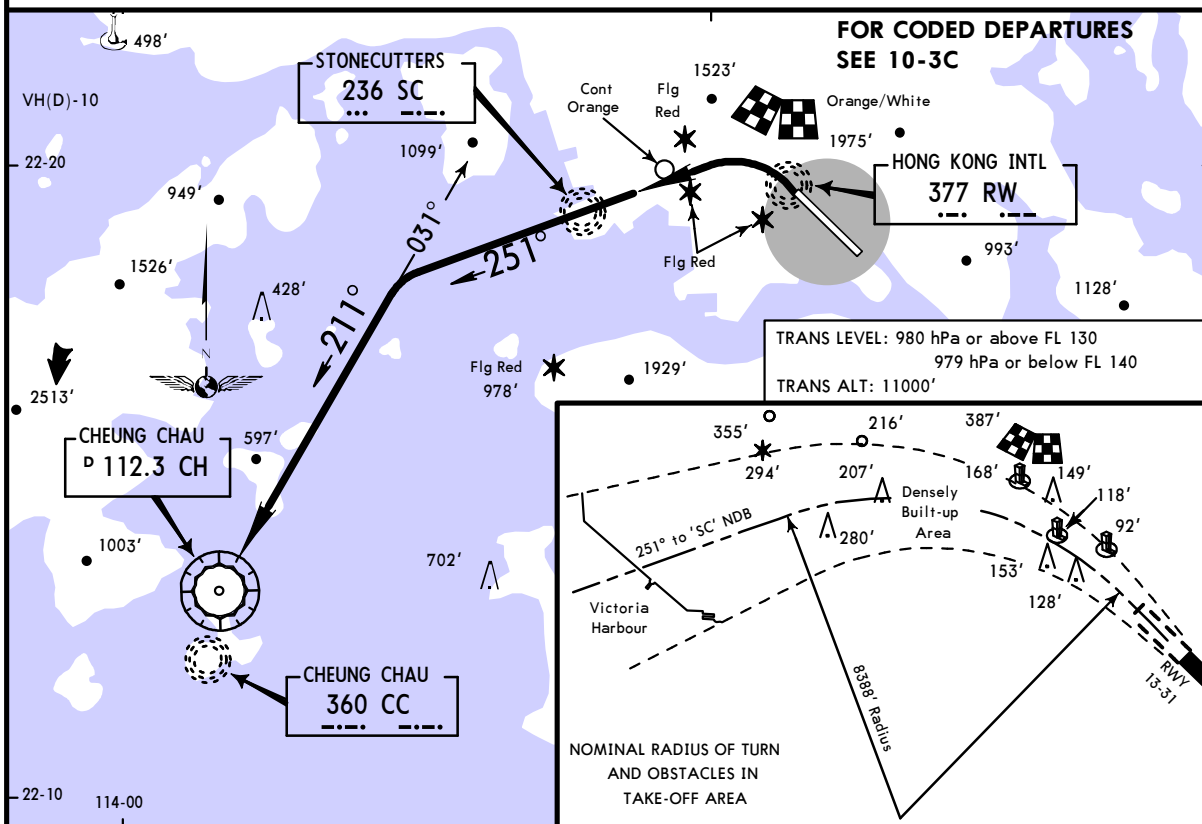 FOR CODED DEPARTURES
SEE 10-3C
498'
STONECUTTERS
236 SC
1523'
Cont
Orange
Flg
Red
Orange/White
VH(D)-10
1099'
1975'
22-20
HONG KONG INTL
377 RW
949'
031°
251°
Flg Red
993'
1526'
428'
211°
1128'
N
TRANS LEVEL: 980 hPa or above FL 130
979 hPa or below FL 140
TRANS ALT: 11000'
Flg Red
978'
1929'
2513'
CHEUNG CHAU
D 112.3 CH
597'
1003'
702'
CHEUNG CHAU
360 CC
22-10
114-00
355'
216'
387'
294'
207'
168'
149'
Densely
Built-up
Area
118'
92'
251° to 'SC' NDB
280'
153'
128'
Victoria
Harbour
8388' Radius
RWY
13-31
NOMINAL RADIUS OF TURN
AND OBSTACLES IN
TAKE-OFF AREA